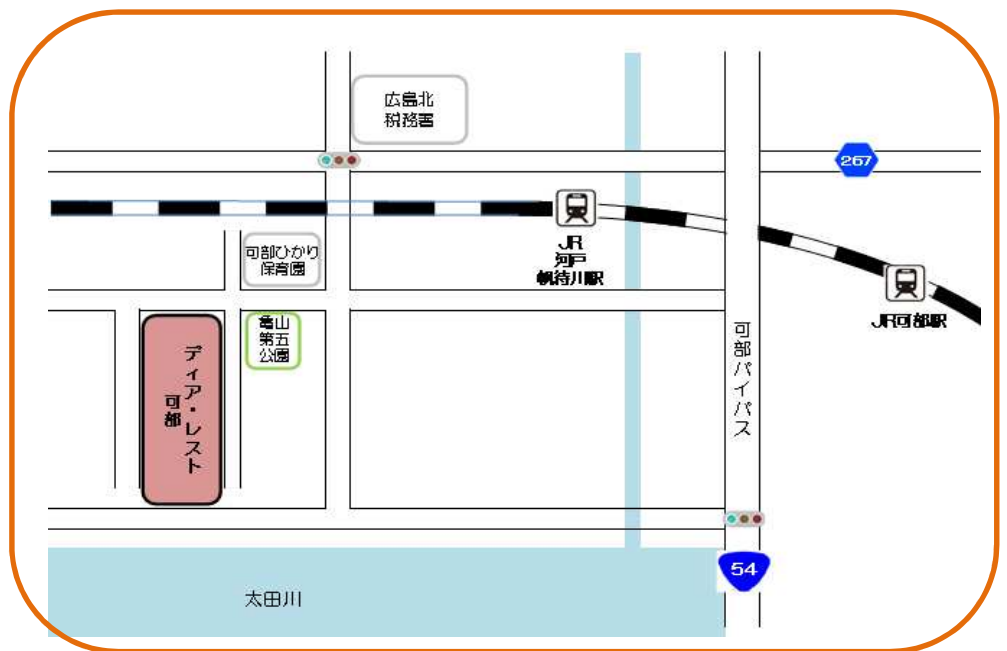 広島北
税務署
267
JR
河戸
帆待川駅
可部ひかり
保育園
JR可部駅
亀山
第五
公園
ディア・レスト
可部
可部バイパス
54
太田川